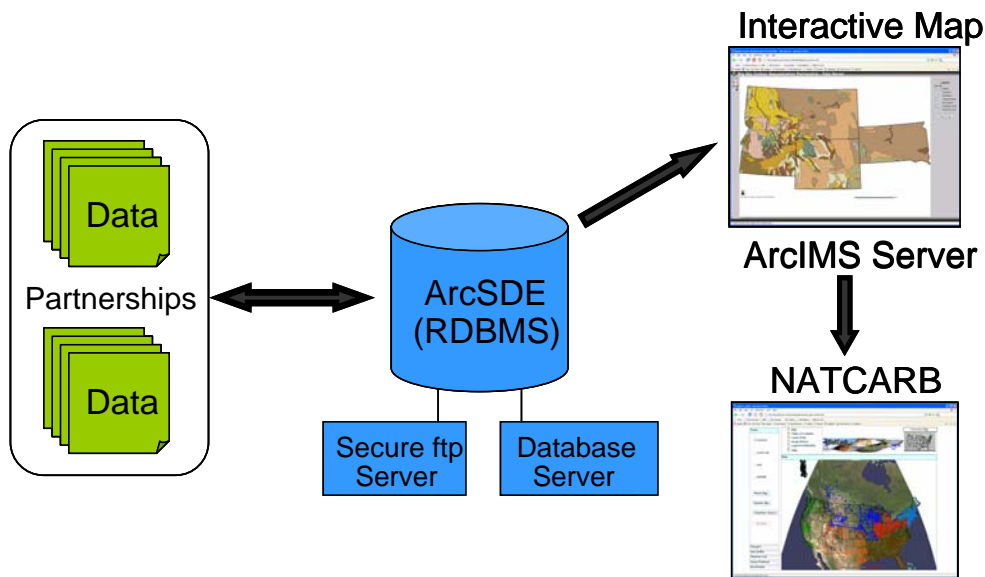 Interactive Map
Data
Partnerships
Data
ArcSDE
(RDBMS)
Secure ftp
Server
Database
Server
ArcIMS Server
NATCARB